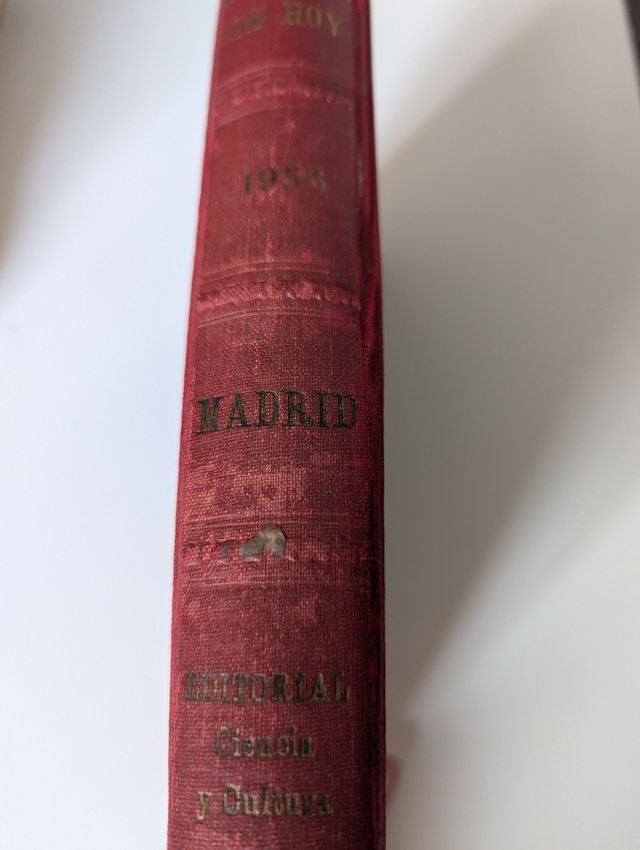 DE HOY
1956
MADRID
EDITORIAL
Ciencia
y Cultura